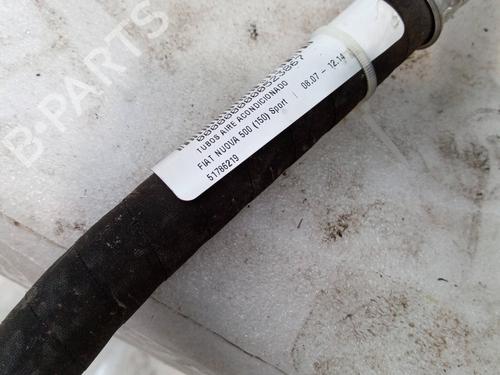 TUBOS AIRE ACONDICIONADO
FIAT NUOVA 500 (150) Sport | 08.07 - 12.14
51786219
B-PARTS